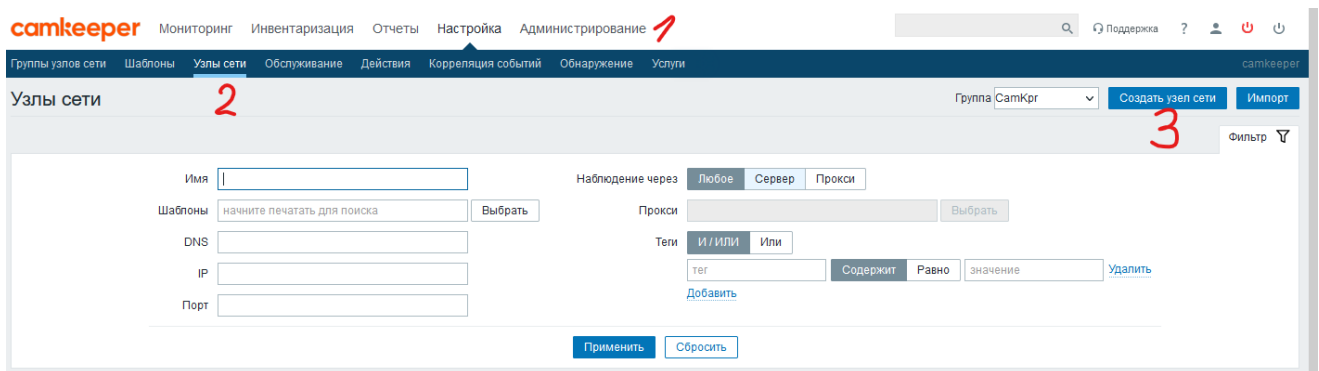 camkeeper Мониторинг Инвентаризация Отчеты Настройка Администрирование 1 Поддержка ?
Группы узлов сети Шаблоны Узлы сети Обслуживание Действия Корреляция событий Обнаружение Услуги camkeeper
Узлы сети 2 Группа CamKpr Создать узел сети Импорт
3 Фильтр
Имя Наблюдение через Любое Сервер Прокси
Шаблоны начните печатать для поиска Выбрать Прокси Выбрать
DNS Теги И / ИЛИ Или
IP тег Содержит Равно значение Удалить
Добавить
Порт
Применить Сбросить